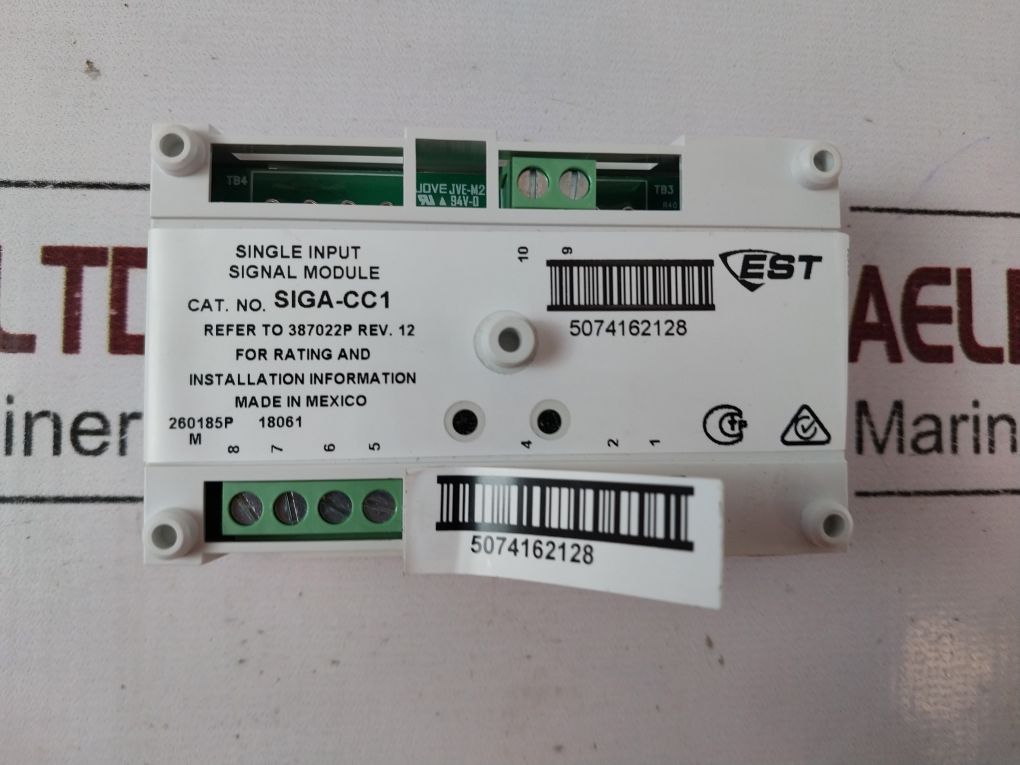 TB4
JOVE JVE-M2
94V-0
TB3
R40
LTD
AEL
iner
Marin
SINGLE INPUT
SIGNAL MODULE
CAT. NO. SIGA-CC1
REFER TO 387022P REV. 12
FOR RATING AND
INSTALLATION INFORMATION
MADE IN MEXICO
260185P 18061
M
8 7 6 5
10 9
EST
5074162128
4 2 1
5074162128